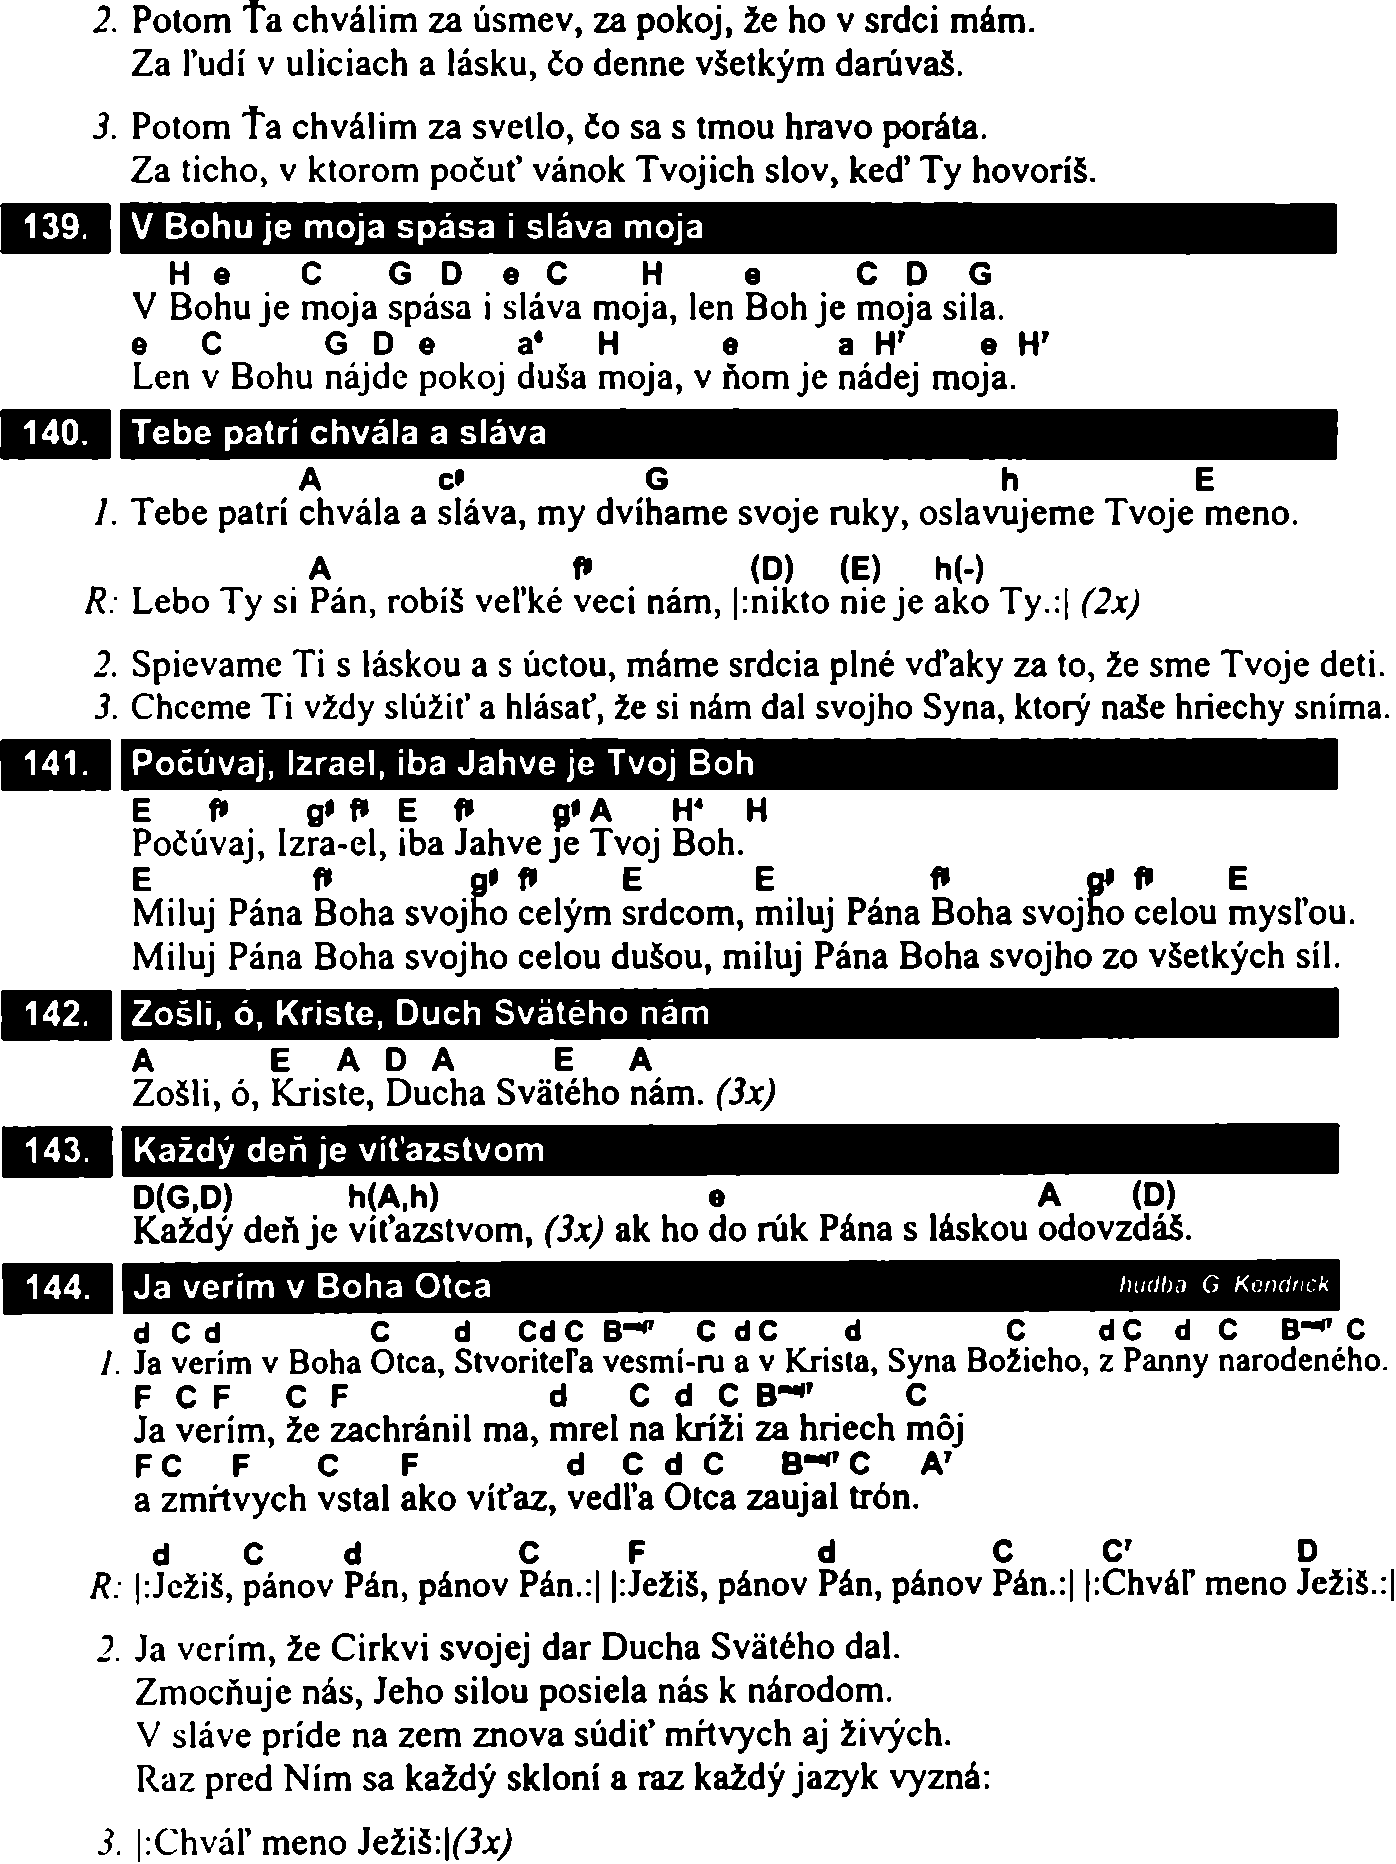 2. Potom Ťa chválim za úsmev, za pokoj, že ho v srdci mám.
Za ľudí v uliciach a lásku, čo denne všetkým darúvaš.
3. Potom Ťa chválim za svetlo, čo sa s tmou hravo poráta.
Za ticho, v ktorom počuť vánok Tvojich slov, keď Ty hovoríš.
139. V Bohu je moja spása i sláva moja
H e C G D e C H e C D G
V Bohu je moja spása i sláva moja, len Boh je moja sila.
e C G D e a⁴ H e a H⁷ e H⁷
Len v Bohu nájde pokoj duša moja, v ňom je nádej moja.
140. Tebe patrí chvála a sláva
A c# G h E
1. Tebe patrí chvála a sláva, my dvíhame svoje ruky, oslavujeme Tvoje meno.
A f# (D) (E) h(-)
R: Lebo Ty si Pán, robíš veľké veci nám, |:nikto nie je ako Ty.:| (2x)
2. Spievame Ti s láskou a s úctou, máme srdcia plné vďaky za to, že sme Tvoje deti.
3. Chceme Ti vždy slúžiť a hlásať, že si nám dal svojho Syna, ktorý naše hriechy sníma.
141. Počúvaj, Izrael, iba Jahve je Tvoj Boh
E f# g# f# E f# g# A H⁴ H
Počúvaj, Izra-el, iba Jahve je Tvoj Boh.
E f# g# f# E E f# g# f# E
Miluj Pána Boha svojho celým srdcom, miluj Pána Boha svojho celou mysľou.
Miluj Pána Boha svojho celou dušou, miluj Pána Boha svojho zo všetkých síl.
142. Zošli, ó, Kriste, Duch Svätého nám
A E A D A E A
Zošli, ó, Kriste, Ducha Svätého nám. (3x)
143. Každý deň je víťazstvom
D(G,D) h(A,h) e A (D)
Každý deň je víťazstvom, (3x) ak ho do rúk Pána s láskou odovzdáš.
144. Ja verím v Boha Otca hudba G Kendrick
d C d C d C d C Bmaj7 C d C d C d C d C Bmaj7 C
1. Ja verím v Boha Otca, Stvoriteľa vesmí-ru a v Krista, Syna Božieho, z Panny narodeného.
F C F C F d C d C Bmaj7 C
Ja verím, že zachránil ma, mrel na kríži za hriech môj
F C F C F d C d C Bmaj7 C A⁷
a zmŕtvych vstal ako víťaz, vedľa Otca zaujal trón.
d C d C F d C C⁷ D
R: |:Ježiš, pánov Pán, pánov Pán.:| |:Ježiš, pánov Pán, pánov Pán.:| |:Chváľ meno Ježiš.:|
2. Ja verím, že Cirkvi svojej dar Ducha Svätého dal.
Zmocňuje nás, Jeho silou posiela nás k národom.
V sláve príde na zem znova súdiť mŕtvych aj živých.
Raz pred Ním sa každý skloní a raz každý jazyk vyzná:
3. |:Chváľ meno Ježiš:|(3x)